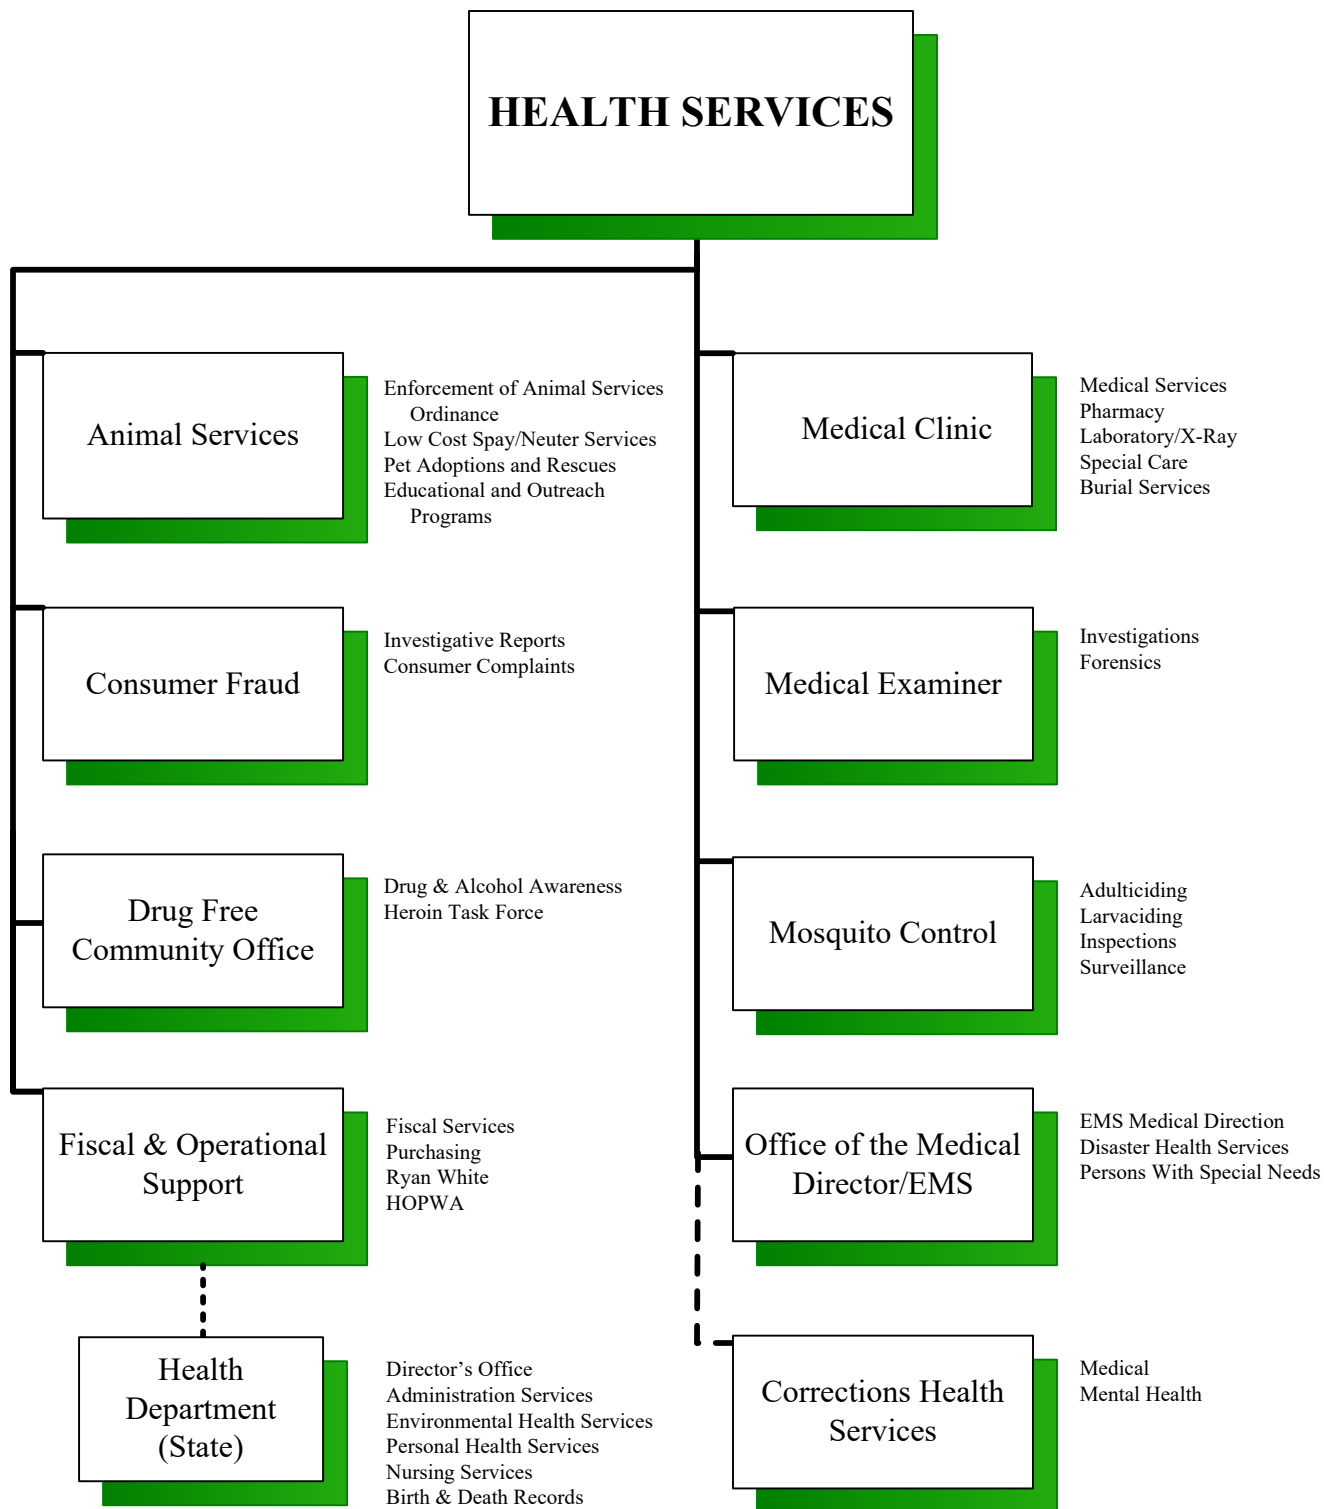 HEALTH SERVICES
Animal Services
Enforcement of Animal Services
Ordinance
Low Cost Spay/Neuter Services
Pet Adoptions and Rescues
Educational and Outreach
Programs
Medical Clinic
Medical Services
Pharmacy
Laboratory/X-Ray
Special Care
Burial Services
Consumer Fraud
Investigative Reports
Consumer Complaints
Medical Examiner
Investigations
Forensics
Drug Free
Community Office
Drug & Alcohol Awareness
Heroin Task Force
Mosquito Control
Adulticiding
Larvaciding
Inspections
Surveillance
Fiscal & Operational
Support
Fiscal Services
Purchasing
Ryan White
HOPWA
Office of the Medical
Director/EMS
EMS Medical Direction
Disaster Health Services
Persons With Special Needs
Health
Department
(State)
Director’s Office
Administration Services
Environmental Health Services
Personal Health Services
Nursing Services
Birth & Death Records
Corrections Health
Services
Medical
Mental Health